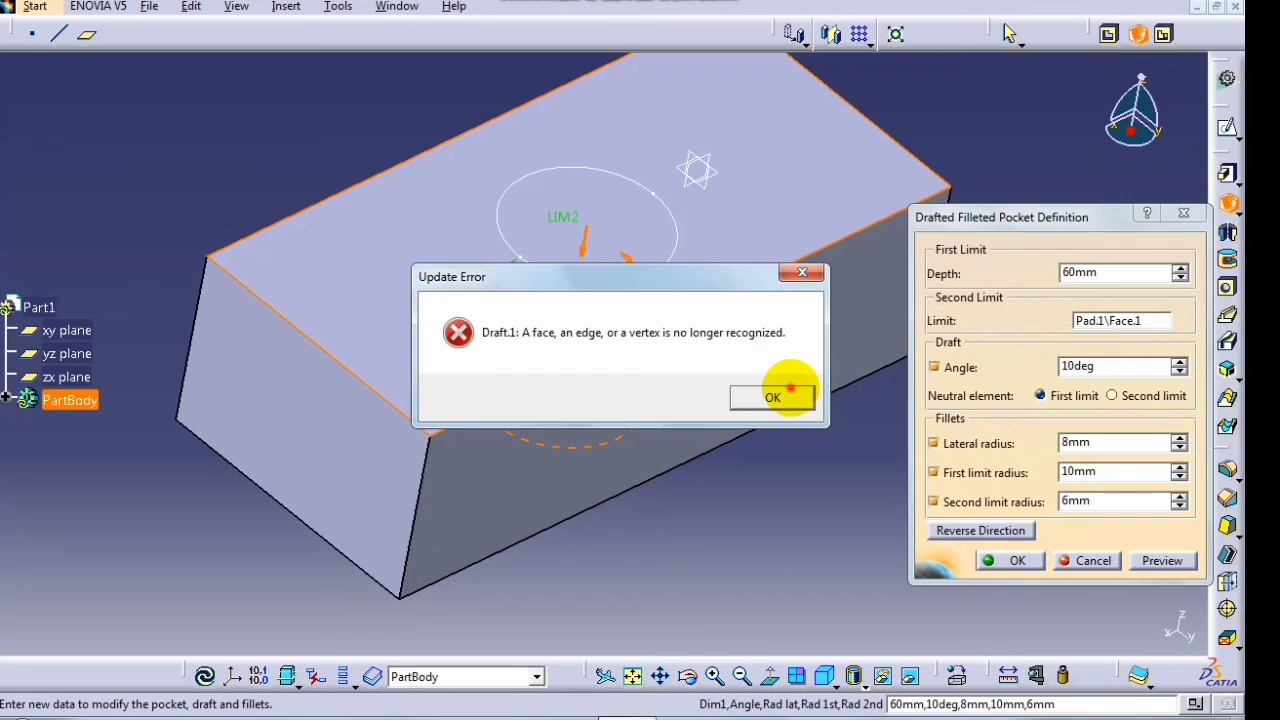 Start ENOVIA V5 File Edit View Insert Tools Window Help
LIM2
Part1
xy plane
yz plane
zx plane
PartBody
Update Error
Draft.1: A face, an edge, or a vertex is no longer recognized.
OK
Drafted Filleted Pocket Definition
First Limit
Depth: 60mm
Second Limit
Limit: Pad.1\Face.1
Draft
Angle: 10deg
Neutral element: First limit Second limit
Fillets
Lateral radius: 8mm
First limit radius: 10mm
Second limit radius: 6mm
Reverse Direction
OK Cancel Preview
z
x y
10.1
10.0
PartBody
CATIA
Enter new data to modify the pocket, draft and fillets. Dim1,Angle,Rad lat,Rad 1st,Rad 2nd 60mm,10deg,8mm,10mm,6mm